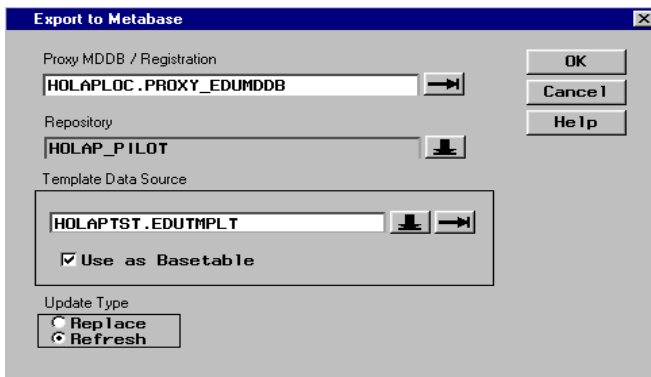 Export to Metabase
Proxy MDDB / Registration
HOLAPLOC.PROXY_EDUMDDB
OK
Cancel
Help
Repository
HOLAP_PILOT
Template Data Source
HOLAPTST.EDUTMPLT
Use as Basetable
Update Type
Replace
Refresh